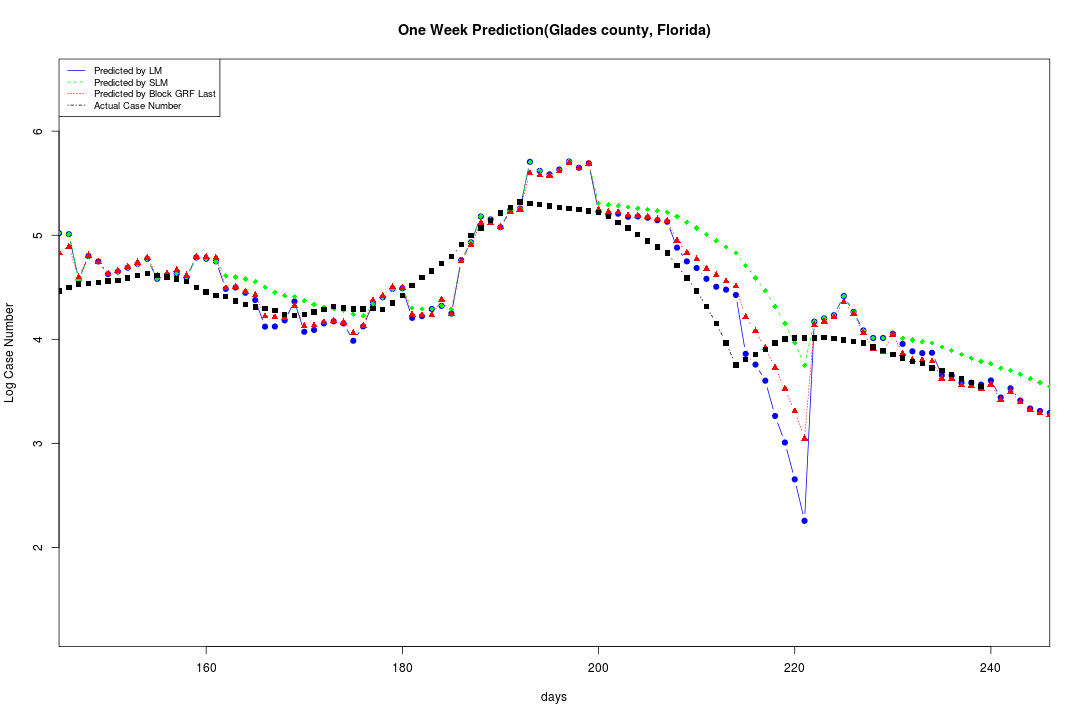 One Week Prediction(Glades county, Florida)
Predicted by LM
Predicted by SLM
Predicted by Block GRF Last
Actual Case Number
6
5
4
3
2
Log Case Number
160 180 200 220 240
days